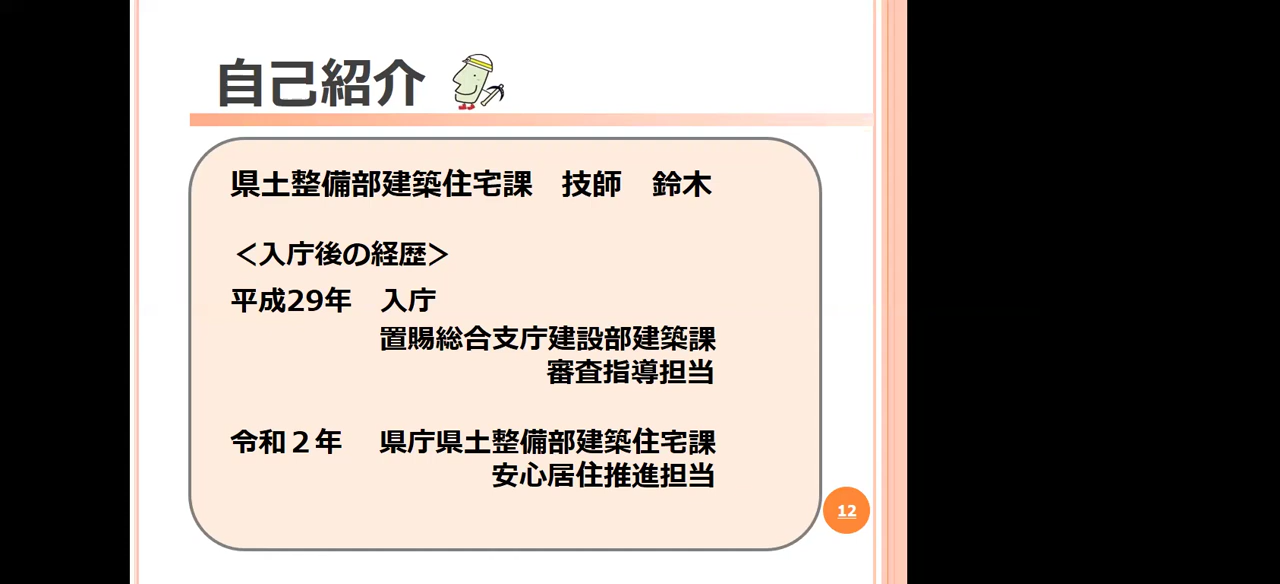 自己紹介
県土整備部建築住宅課　技師　鈴木
＜入庁後の経歴＞
平成29年　入庁
置賜総合支庁建設部建築課
審査指導担当
令和２年　県庁県土整備部建築住宅課
安心居住推進担当
12